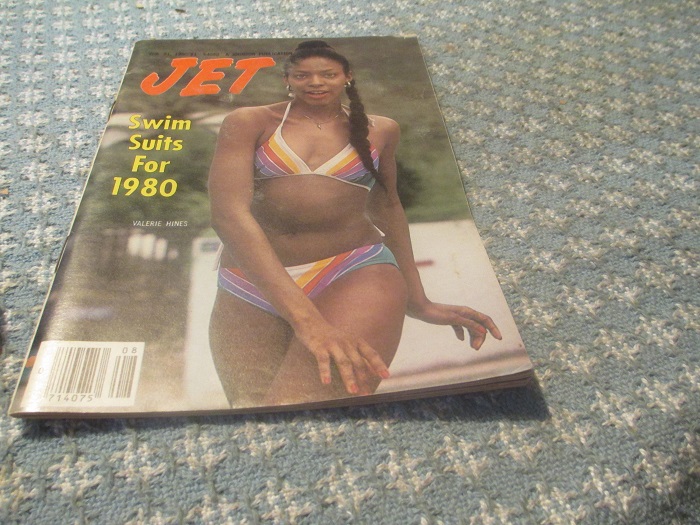 JET
Swim
Suits
For
1980
VALERIE HINES
08
714075